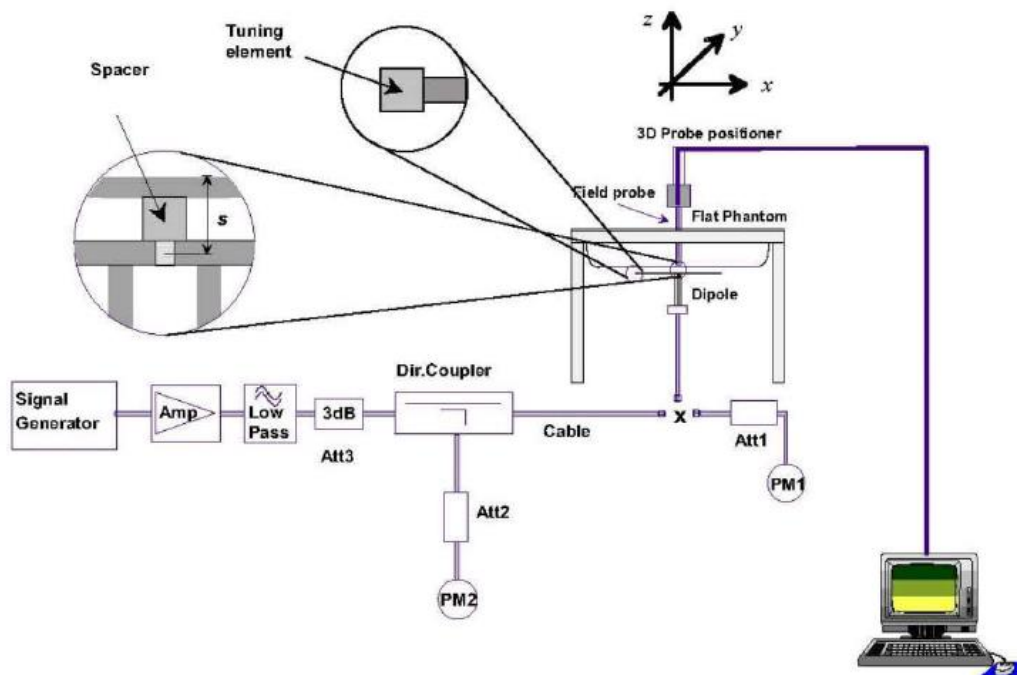 Tuning
element
Spacer
s
z
y
x
3D Probe positioner
Field probe
Flat Phantom
Dipole
Signal
Generator
Amp
Low
Pass
3dB
Att3
Dir.Coupler
Cable
x
Att1
PM1
Att2
PM2